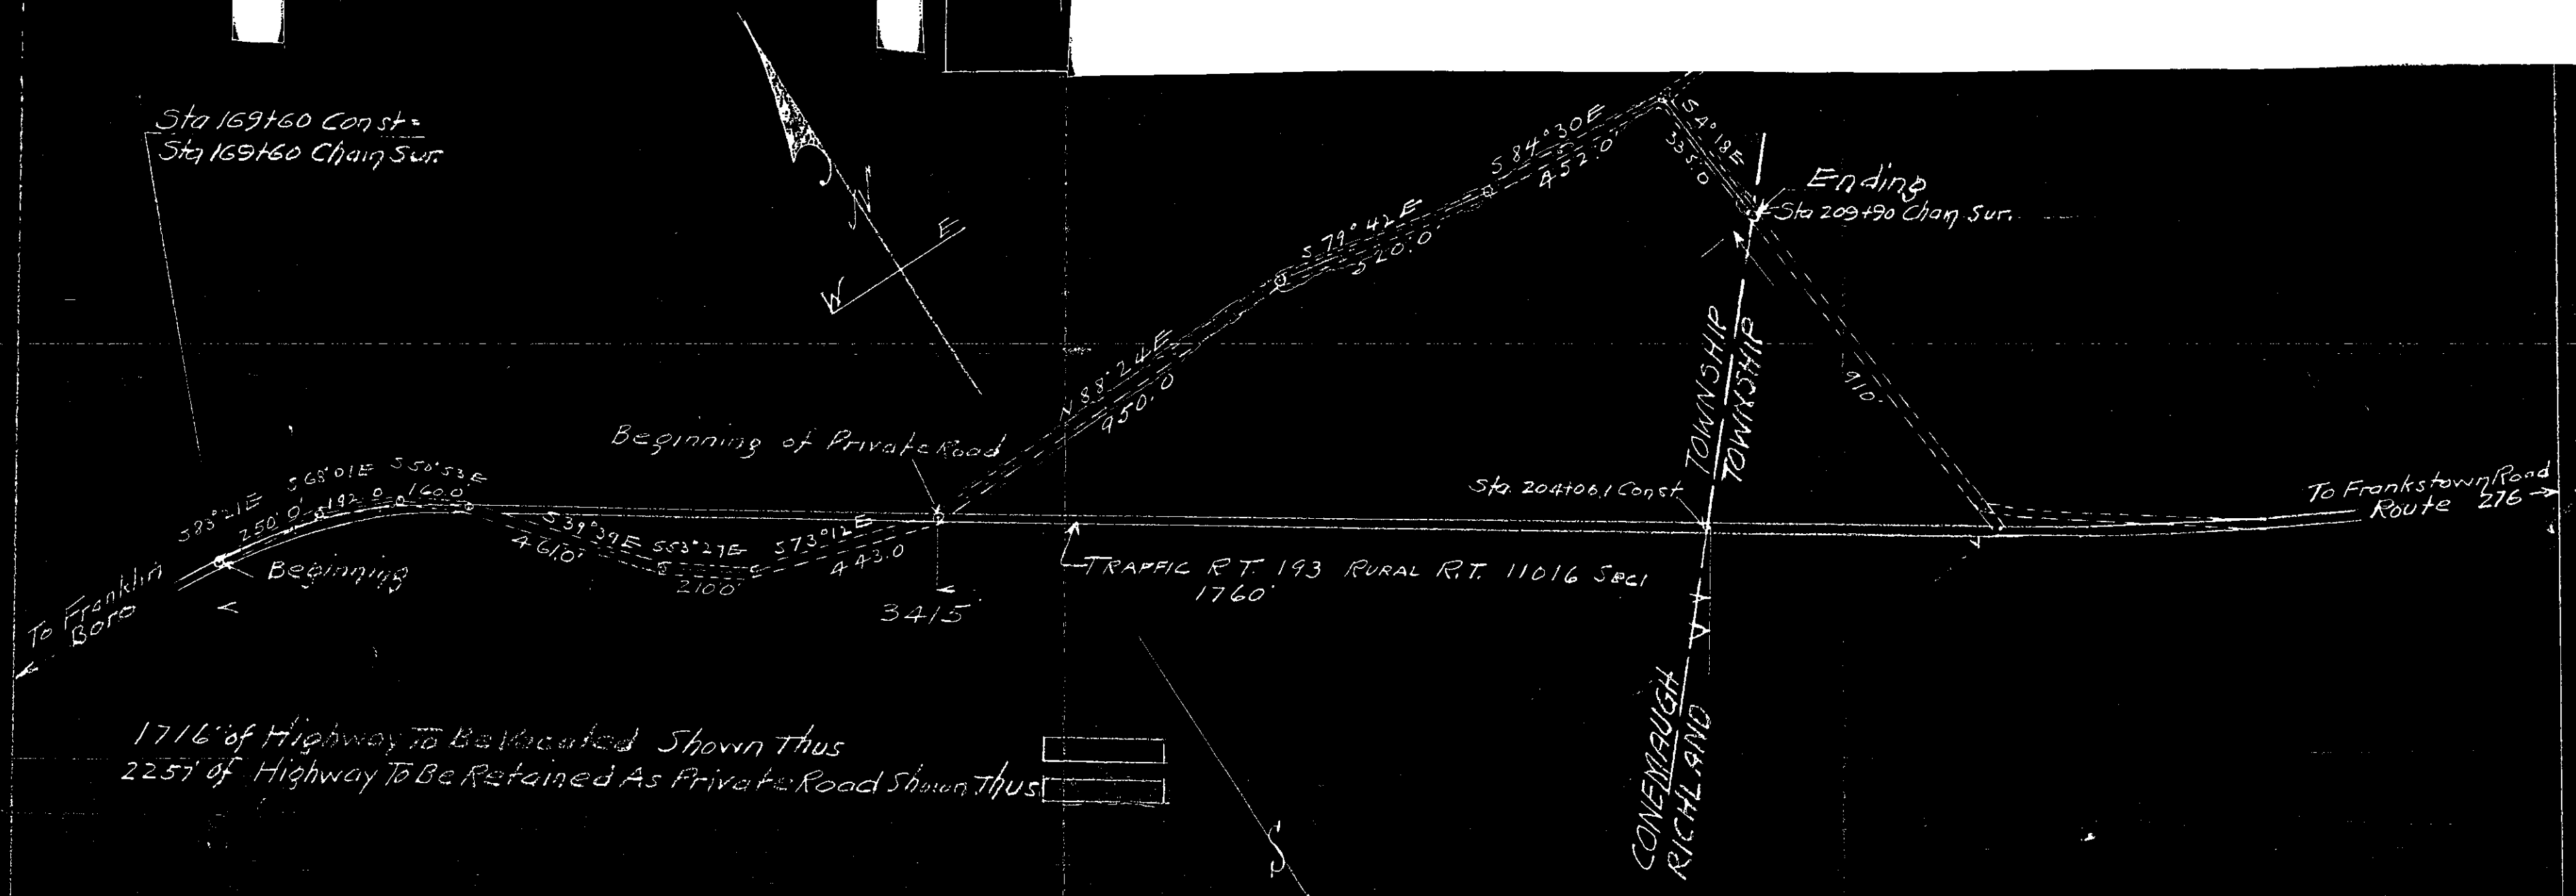 Sta 169+60 Const =
Sta 169+60 Chain Sur.
N
E
W
S 84°30 E
452.0'
S 4°18 E
335.0
Ending
Sta 209+90 Chain Sur.
S 79°42 E
520.0'
N 88°24 E
950.0
TOWNSHIP
TOWNSHIP
910.
Beginning of Private Road
S 83°21 E
250.0'
S 68°01 E
192.0
S 50°53 E
160.0
S 39°39 E
461.0'
S 53°27 E
210.0'
S 73°12 E
443.0
Sta. 204+06.1 Const.
To Frankstown Road
Route 276
To Franklin
Boro
Beginning
3415
TRAFFIC RT. 193 RURAL R.T. 11016 Sec 1
1760'
CONEMAUGH
RICHLAND
1716' of Highway To Be Vacated Shown Thus
2257' of Highway To Be Retained As Private Road Shown Thus
S